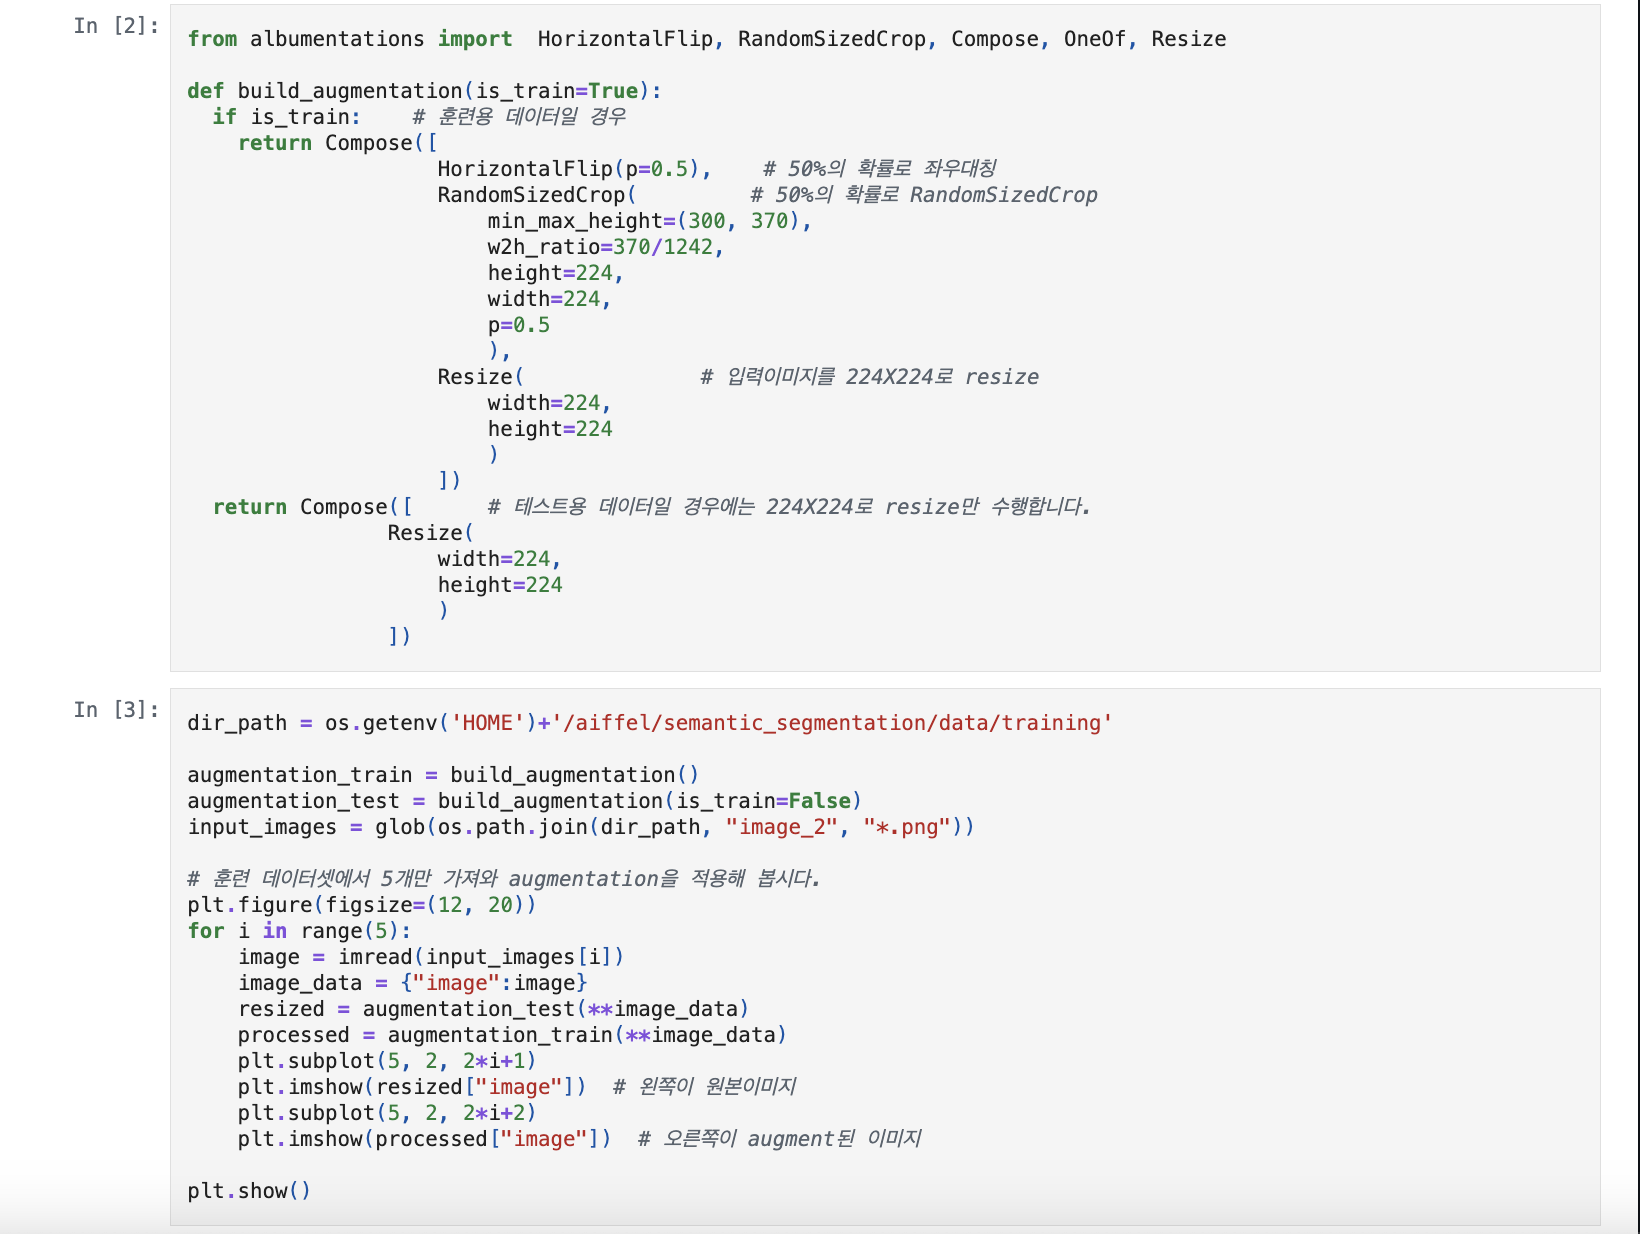 In [2]:
from albumentations import  HorizontalFlip, RandomSizedCrop, Compose, OneOf, Resize
def build_augmentation(is_train=True):
  if is_train:    # 훈련용 데이터일 경우
    return Compose([
                    HorizontalFlip(p=0.5),    # 50%의 확률로 좌우대칭
                    RandomSizedCrop(         # 50%의 확률로 RandomSizedCrop
                        min_max_height=(300, 370),
                        w2h_ratio=370/1242,
                        height=224,
                        width=224,
                        p=0.5
                        ),
                    Resize(              # 입력이미지를 224X224로 resize
                        width=224,
                        height=224
                        )
                    ])
  return Compose([      # 테스트용 데이터일 경우에는 224X224로 resize만 수행합니다.
                Resize(
                    width=224,
                    height=224
                    )
                ])
In [3]:
dir_path = os.getenv('HOME')+'/aiffel/semantic_segmentation/data/training'
augmentation_train = build_augmentation()
augmentation_test = build_augmentation(is_train=False)
input_images = glob(os.path.join(dir_path, "image_2", "*.png"))
# 훈련 데이터셋에서 5개만 가져와 augmentation을 적용해 봅시다.
plt.figure(figsize=(12, 20))
for i in range(5):
    image = imread(input_images[i])
    image_data = {"image":image}
    resized = augmentation_test(**image_data)
    processed = augmentation_train(**image_data)
    plt.subplot(5, 2, 2*i+1)
    plt.imshow(resized["image"])  # 왼쪽이 원본이미지
    plt.subplot(5, 2, 2*i+2)
    plt.imshow(processed["image"])  # 오른쪽이 augment된 이미지
plt.show()